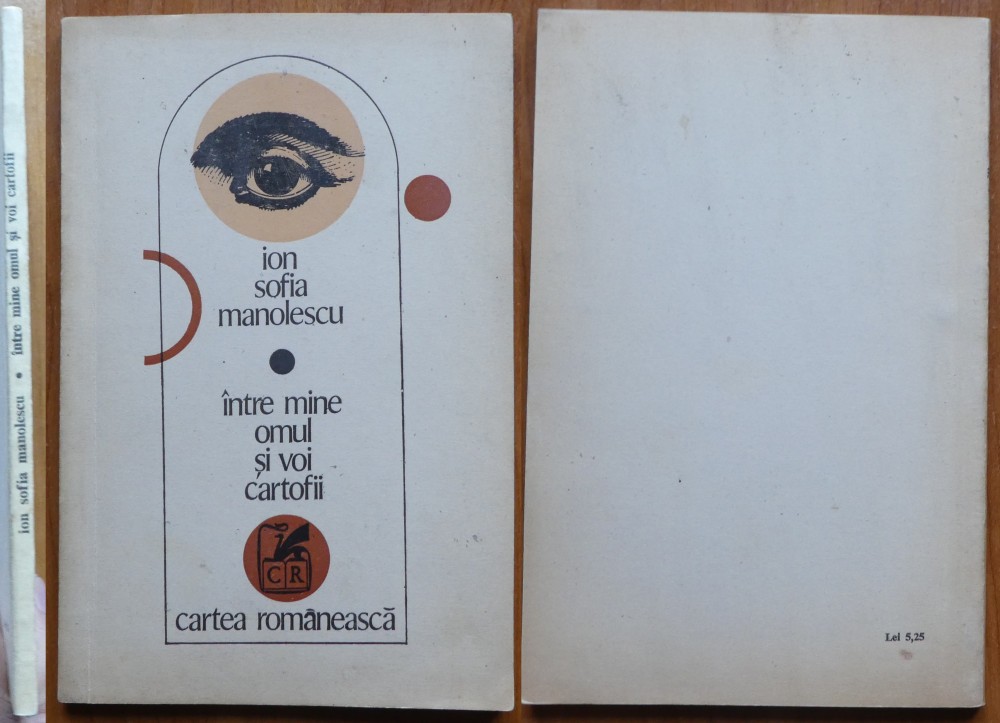 ion sofia manolescu • între mine omul și voi cartofii
ion
sofia
manolescu
între mine
omul
și voi
cartofii
C R
cartea românească
Lei 5,25